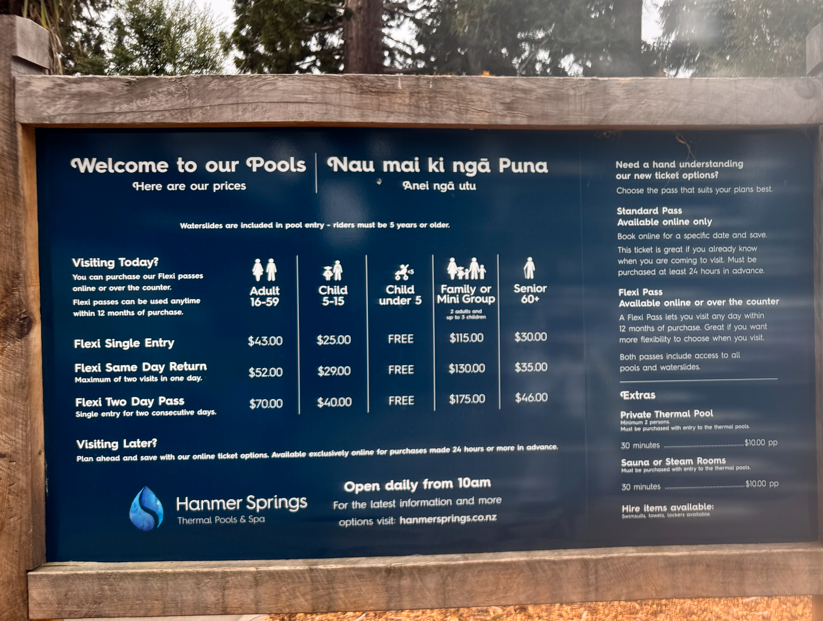 Welcome to our Pools
Here are our prices
Nau mai ki ngā Puna
Anei ngā utu
Waterslides are included in pool entry - riders must be 5 years or older.
Visiting Today?
You can purchase our Flexi passes
online or over the counter.
Flexi passes can be used anytime
within 12 months of purchase.
Adult
16-59
Child
5-15
<5
Child
under 5
Family or
Mini Group
2 adults and
up to 3 children
Senior
60+
Flexi Single Entry $43.00 $25.00 FREE $115.00 $30.00
Flexi Same Day Return $52.00 $29.00 FREE $130.00 $35.00
Maximum of two visits in one day.
Flexi Two Day Pass $70.00 $40.00 FREE $175.00 $46.00
Single entry for two consecutive days.
Visiting Later?
Plan ahead and save with our online ticket options. Available exclusively online for purchases made 24 hours or more in advance.
Hanmer Springs
Thermal Pools & Spa
Open daily from 10am
For the latest information and more
options visit: hanmersprings.co.nz
Need a hand understanding
our new ticket options?
Choose the pass that suits your plans best.
Standard Pass
Available online only
Book online for a specific date and save.
This ticket is great if you already know
when you are coming to visit. Must be
purchased at least 24 hours in advance.
Flexi Pass
Available online or over the counter
A Flexi Pass lets you visit any day within
12 months of purchase. Great if you want
more flexibility to choose when you visit.
Both passes include access to all
pools and waterslides.
Extras
Private Thermal Pool
Minimum 2 persons.
Must be purchased with entry to the thermal pools.
30 minutes $10.00 pp
Sauna or Steam Rooms
Must be purchased with entry to the thermal pools.
30 minutes $10.00 pp
Hire items available:
Swimsuits, towels, lockers available.